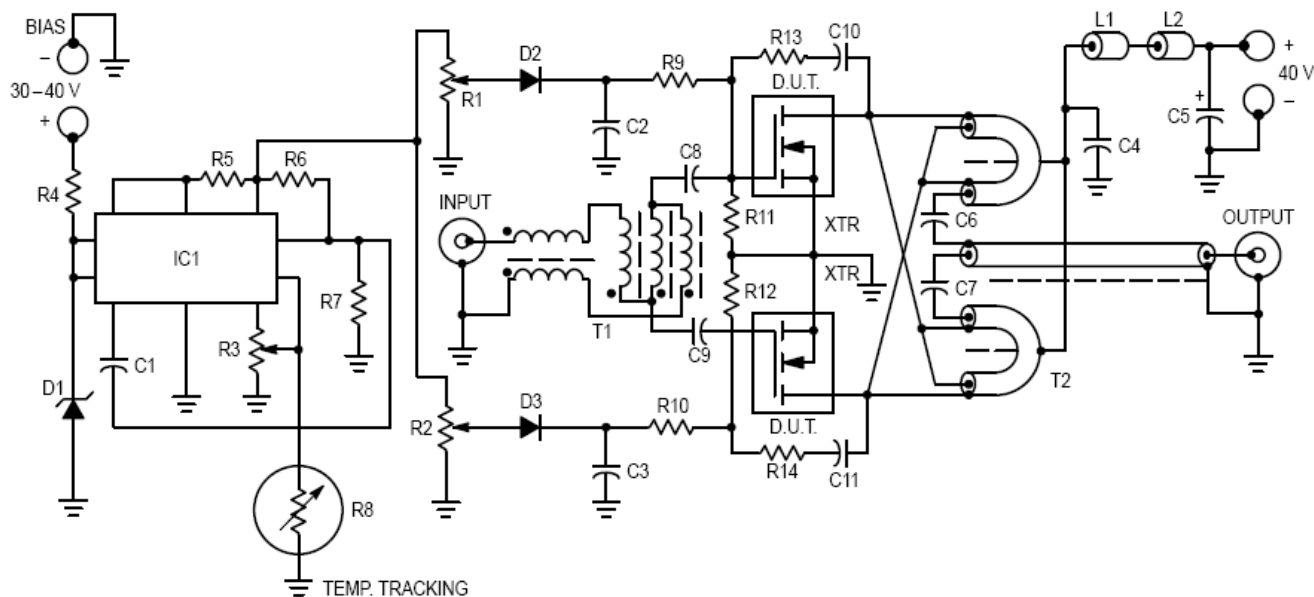 BIAS
–
30–40 V
+
R4
D1
R5
R6
IC1
C1
R3
R7
R8
TEMP. TRACKING
R1
D2
C2
R9
INPUT
C8
T1
C9
R2
D3
C3
R10
R13
C10
D.U.T.
R11
XTR
XTR
R12
D.U.T.
R14
C11
C6
C7
T2
L1
L2
C4
+
C5
+
40 V
–
OUTPUT